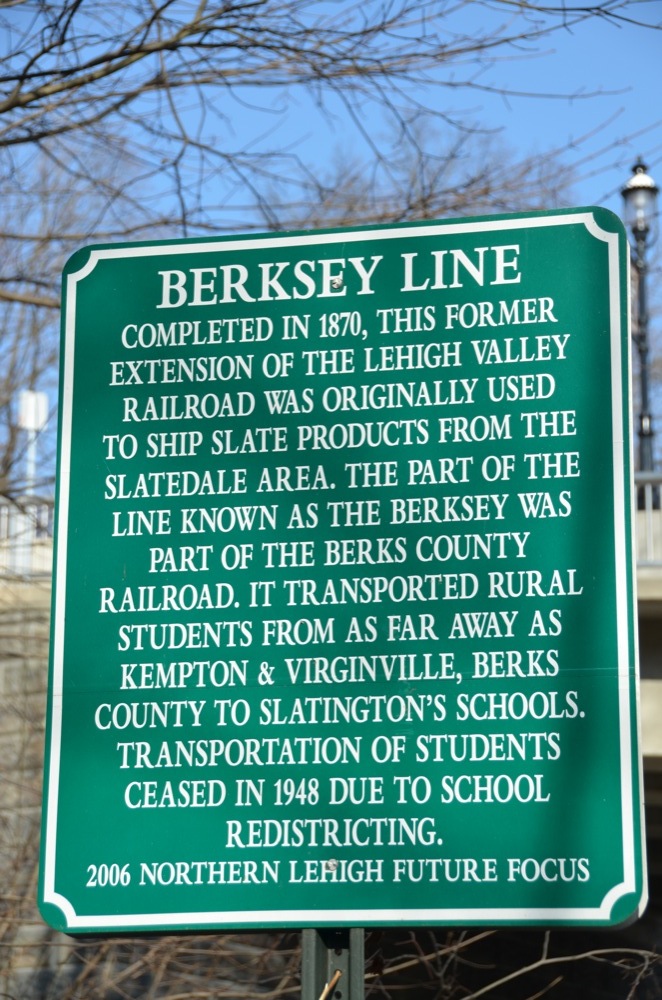 BERKSEY LINE
COMPLETED IN 1870, THIS FORMER
EXTENSION OF THE LEHIGH VALLEY
RAILROAD WAS ORIGINALLY USED
TO SHIP SLATE PRODUCTS FROM THE
SLATEDALE AREA. THE PART OF THE
LINE KNOWN AS THE BERKSEY WAS
PART OF THE BERKS COUNTY
RAILROAD. IT TRANSPORTED RURAL
STUDENTS FROM AS FAR AWAY AS
KEMPTON & VIRGINVILLE, BERKS
COUNTY TO SLATINGTON'S SCHOOLS.
TRANSPORTATION OF STUDENTS
CEASED IN 1948 DUE TO SCHOOL
REDISTRICTING.
2006 NORTHERN LEHIGH FUTURE FOCUS